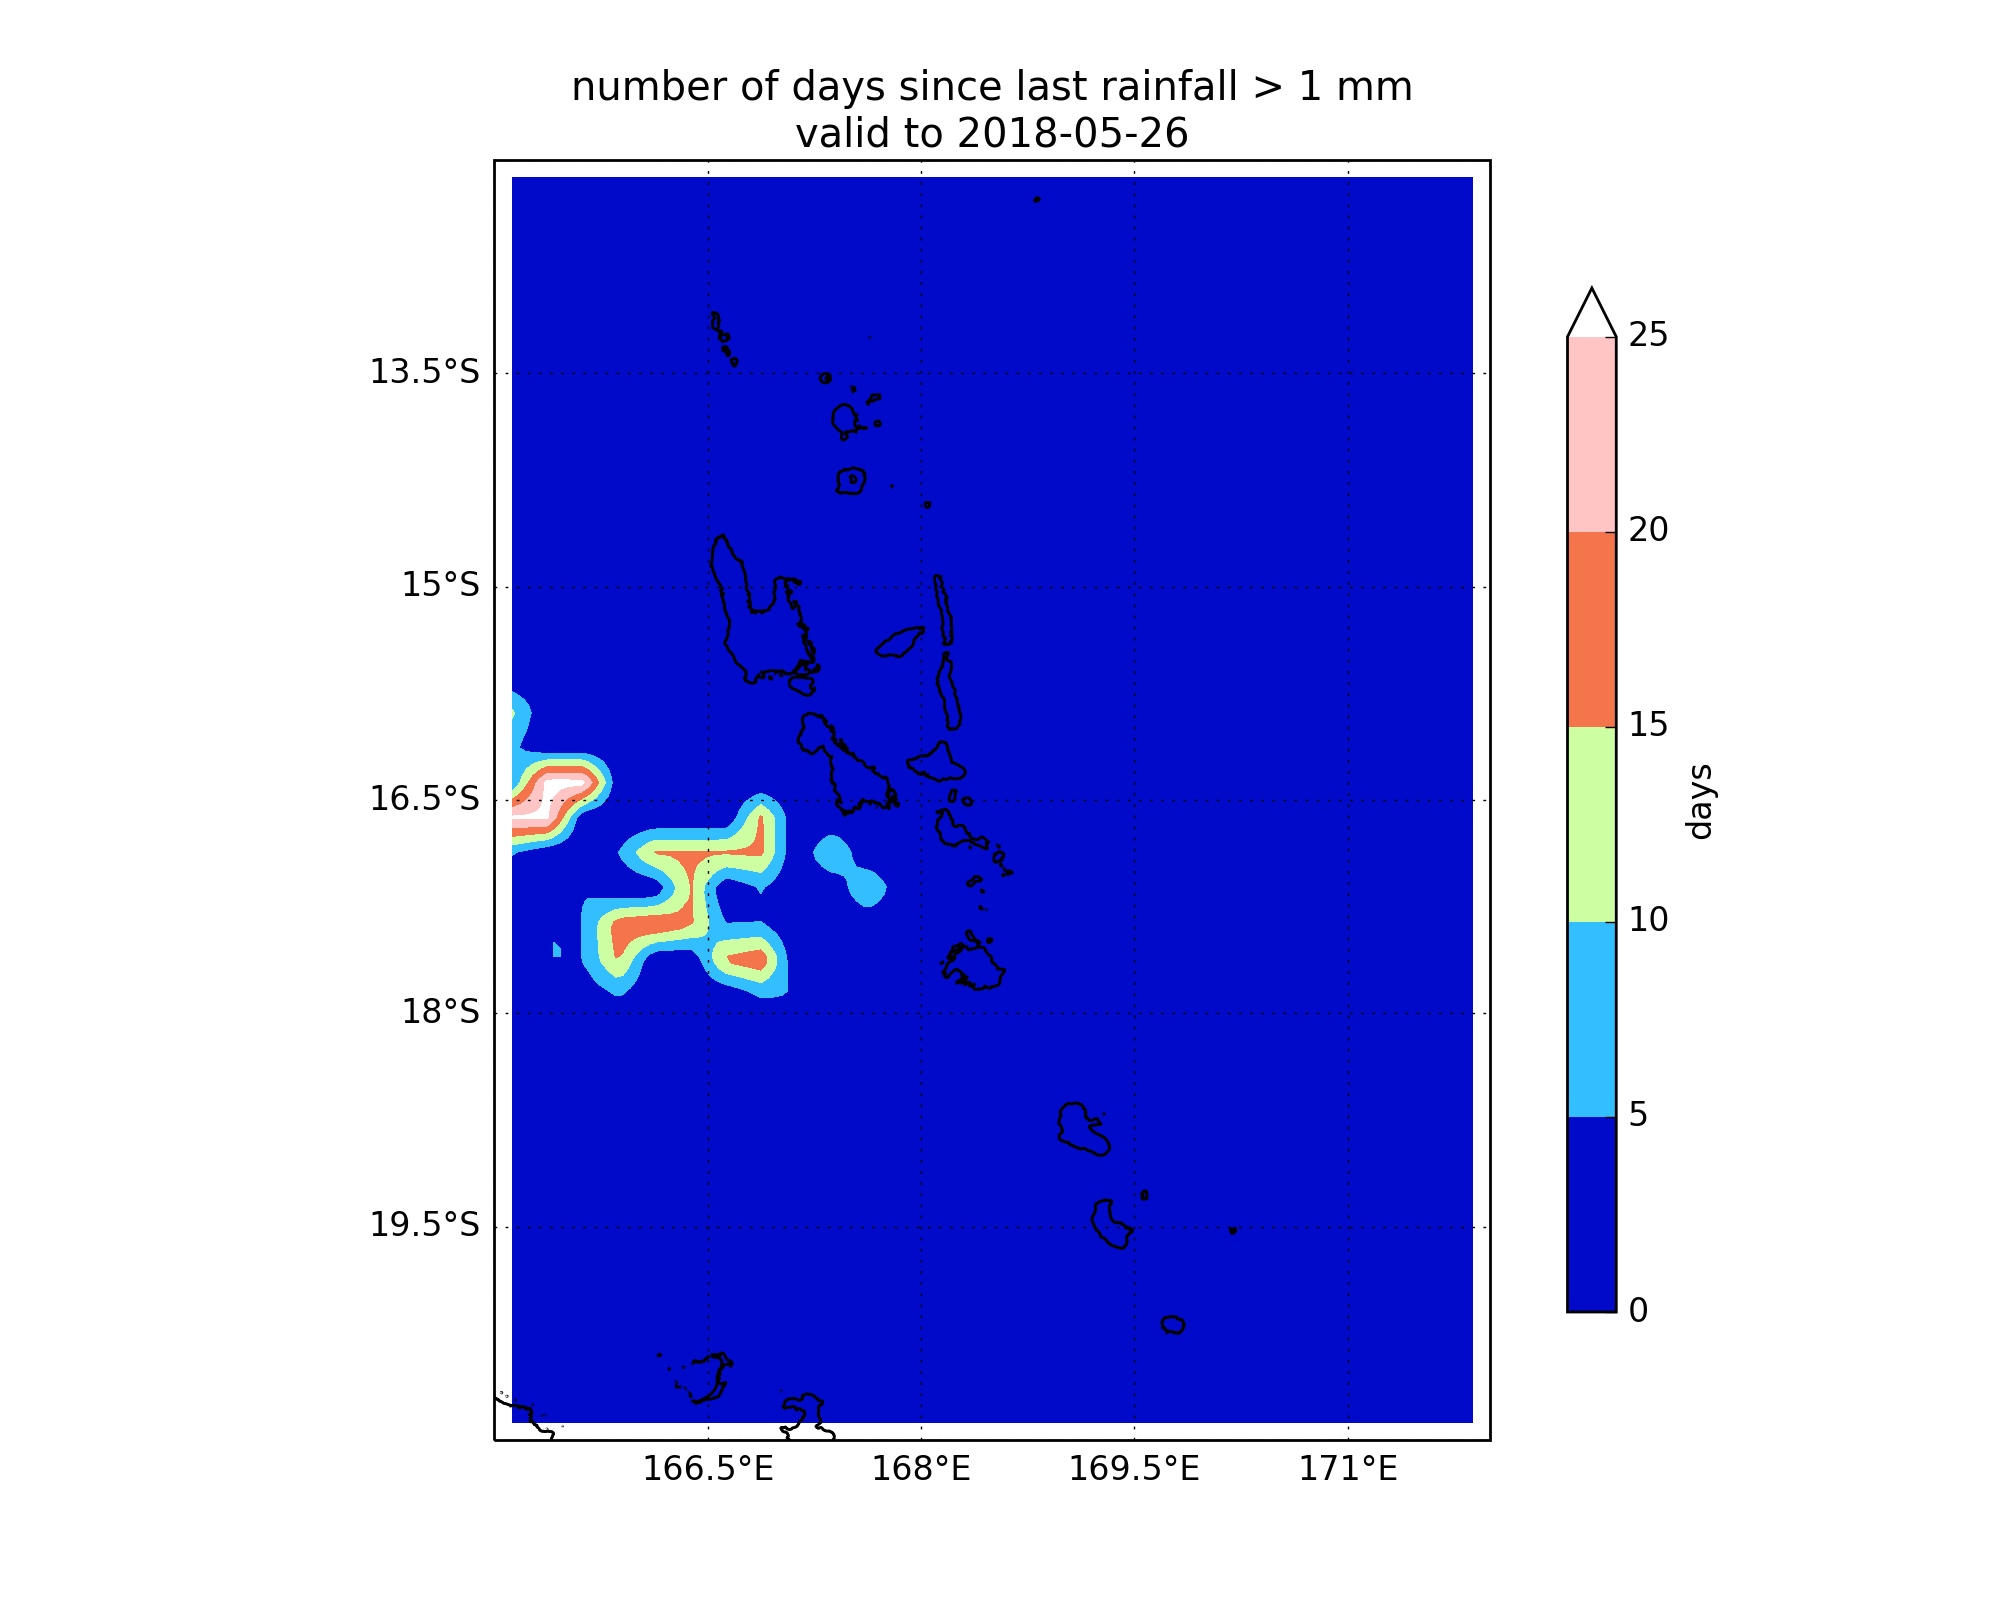 number of days since last rainfall > 1 mm
valid to 2018-05-26
13.5°S
15°S
16.5°S
18°S
19.5°S
166.5°E
168°E
169.5°E
171°E
25
20
15
10
5
0
days